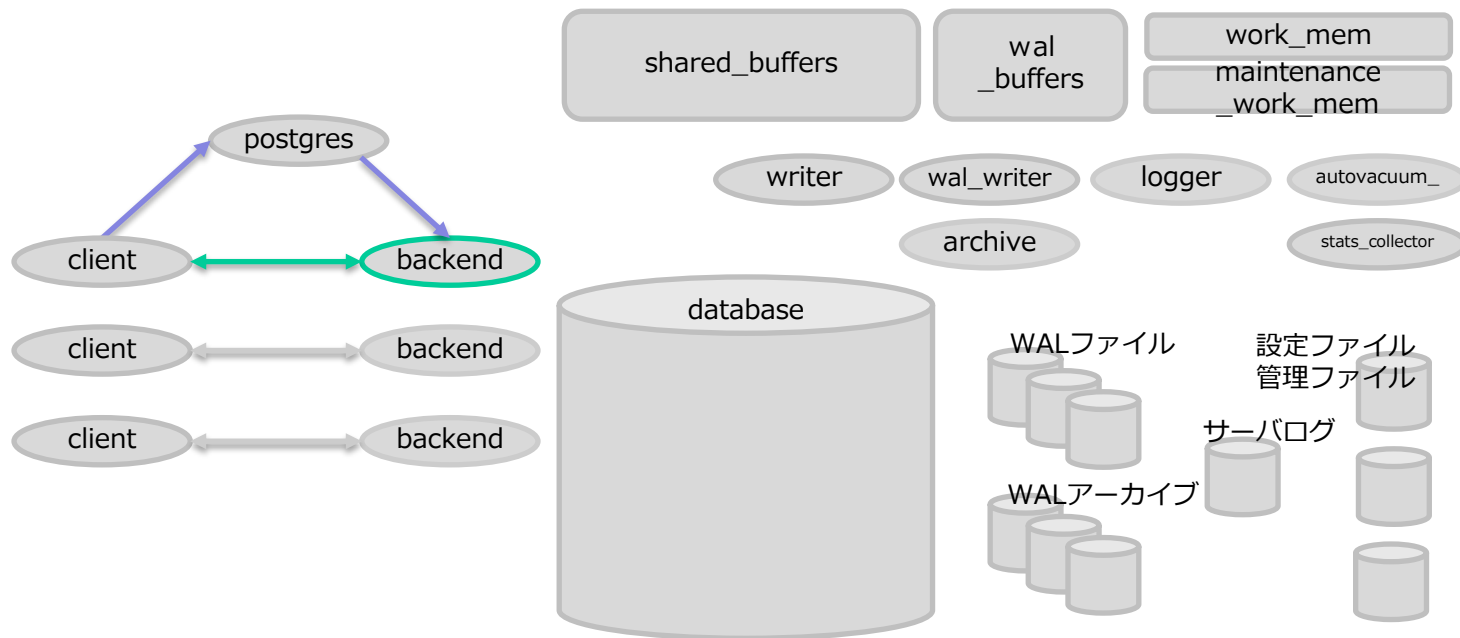 shared_buffers
wal
_buffers
work_mem
maintenance
_work_mem
postgres
writer
wal_writer
logger
autovacuum_
client
backend
archive
stats_collector
database
client
backend
WALファイル
設定ファイル
管理ファイル
client
backend
サーバログ
WALアーカイブ